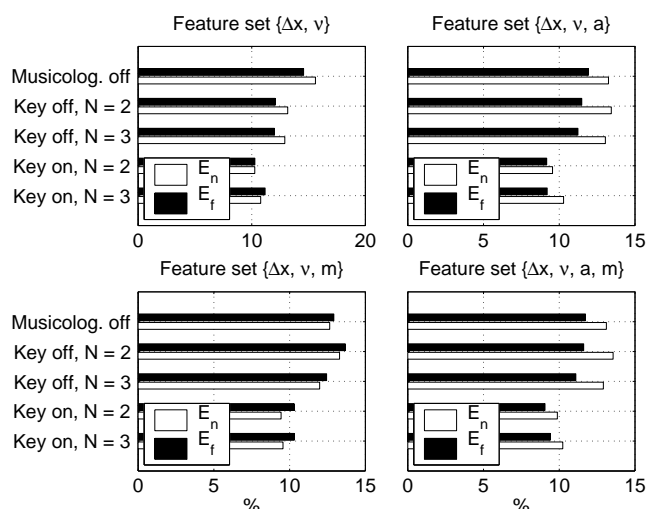 Feature set {Δx, ν}
Musicolog. off
Key off, N = 2
Key off, N = 3
Key on, N = 2
Key on, N = 3
E_n
E_f
0 10 20
Feature set {Δx, ν, a}
E_n
E_f
0 5 10 15
Feature set {Δx, ν, m}
Musicolog. off
Key off, N = 2
Key off, N = 3
Key on, N = 2
Key on, N = 3
E_n
E_f
0 5 10 15
%
Feature set {Δx, ν, a, m}
E_n
E_f
0 5 10 15
%